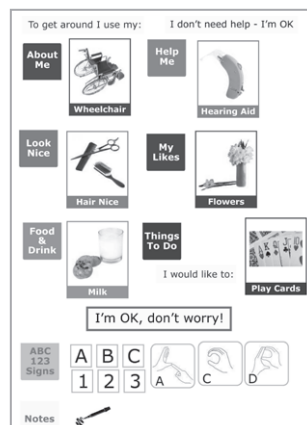 To get around I use my:
I don't need help - I'm OK
About
Me
Wheelchair
Help
Me
Hearing Aid
Look
Nice
Hair Nice
My
Likes
Flowers
Food
&
Drink
Milk
Things
To Do
I would like to:
Play Cards
I'm OK, don't worry!
ABC
123
Signs
A B C
1 2 3
A
C
D
Notes